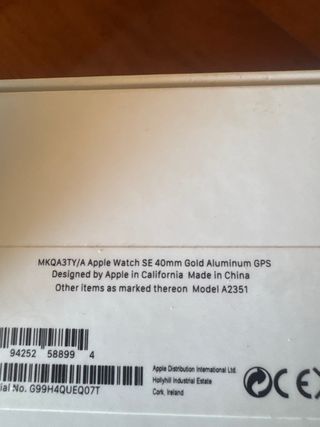 MKQA3TY/A Apple Watch SE 40mm Gold Aluminum GPS
Designed by Apple in California Made in China
Other items as marked thereon Model A2351
94252 58899 4
Apple Distribution International Ltd.
Hollyhill Industrial Estate
Cork, Ireland
ial No. G99H4QUEQ07T